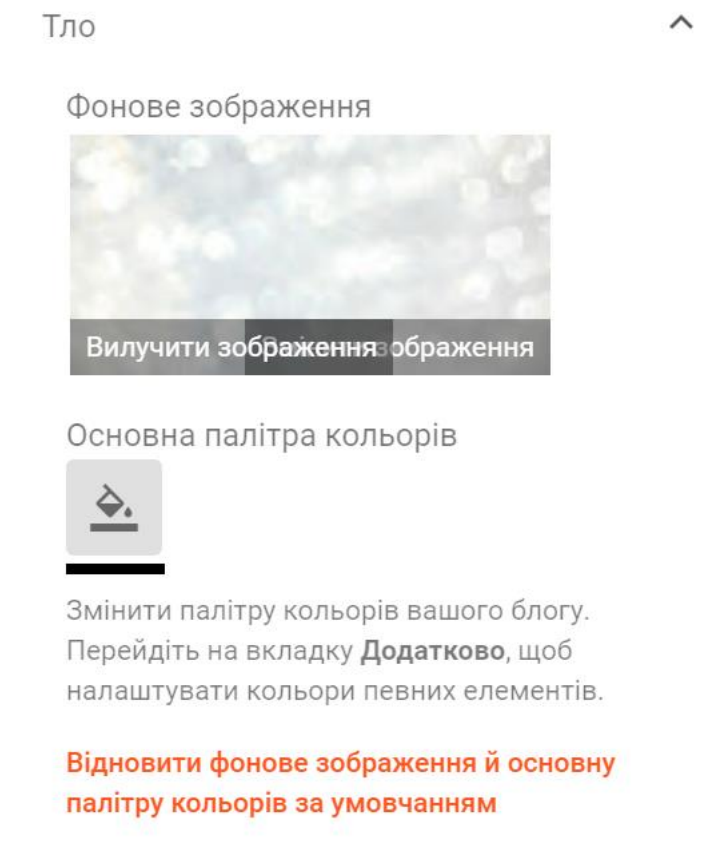 Тло
Фонове зображення
Вилучити зображення зображення
Основна палітра кольорів
Змінити палітру кольорів вашого блогу.
Перейдіть на вкладку Додатково, щоб
налаштувати кольори певних елементів.
Відновити фонове зображення й основну
палітру кольорів за умовчанням